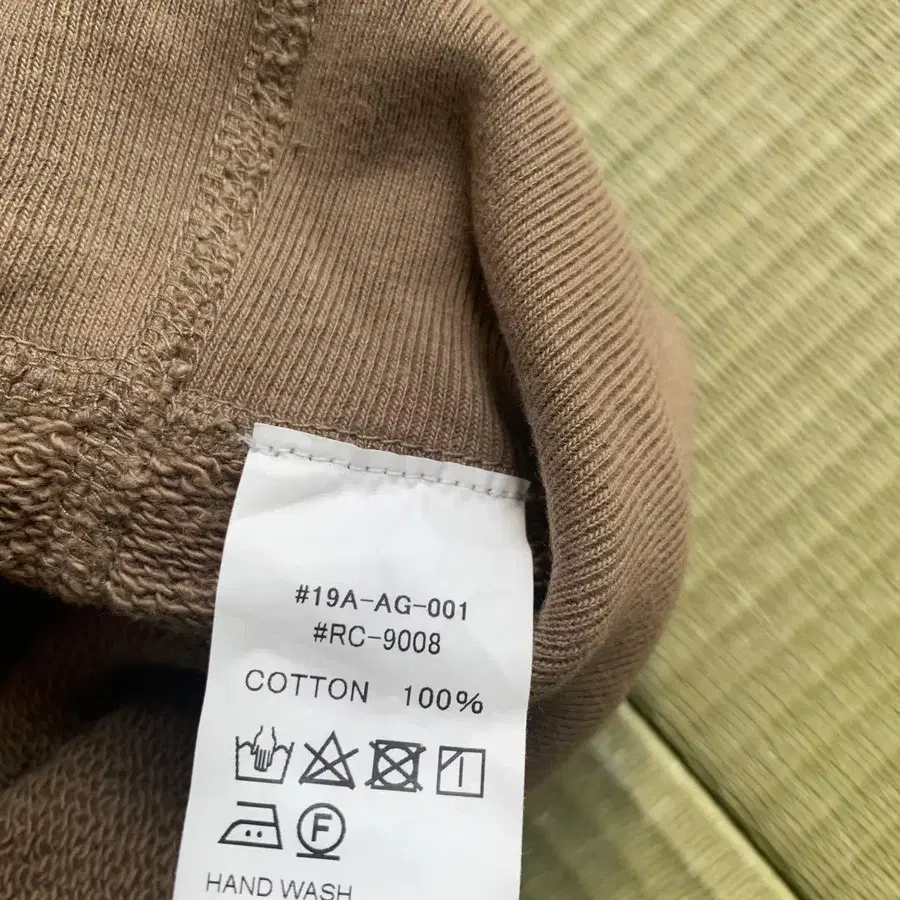 #19A-AG-001
#RC-9008
COTTON 100%
F
HAND WASH